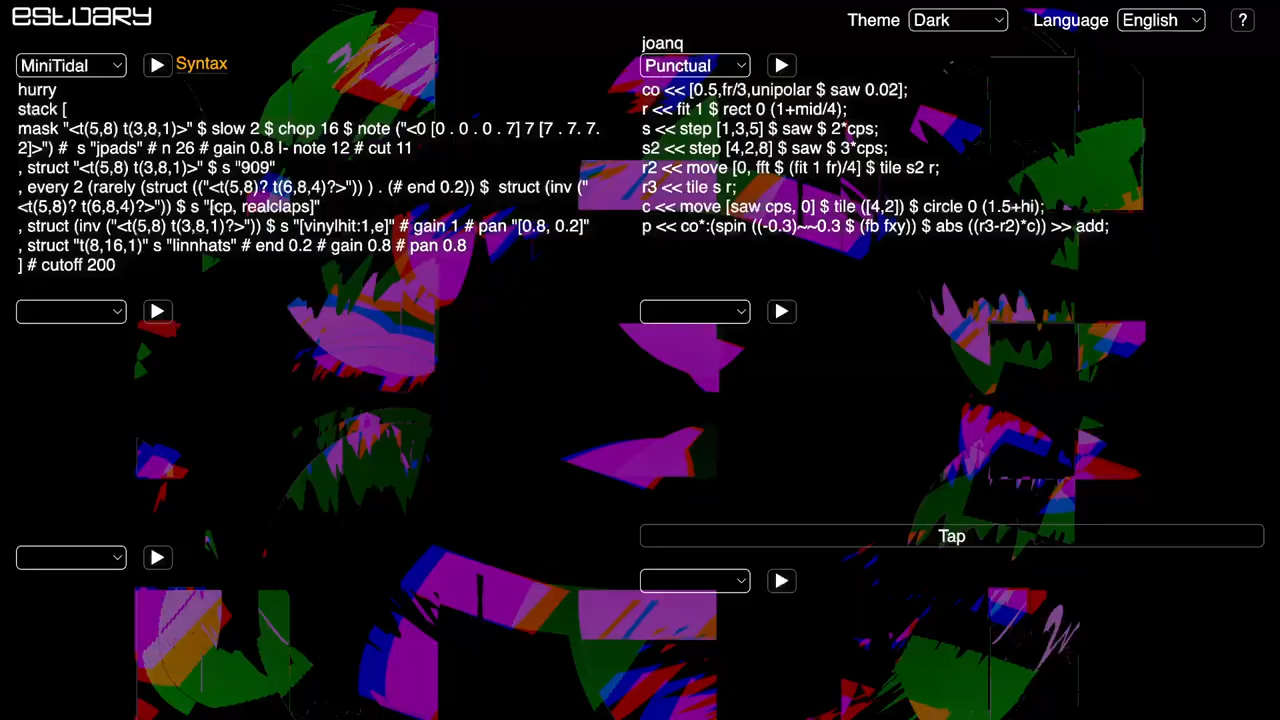 estuary
Theme Dark Language English ?
MiniTidal Syntax
hurry
stack [
mask "<t(5,8) t(3,8,1)>" $ slow 2 $ chop 16 $ note ("<0 [0 . 0 . 0 . 7] 7 [7 . 7. 7.
2]>") # s "jpads" # n 26 # gain 0.8 |- note 12 # cut 11
, struct "<t(5,8) t(3,8,1)>" $ s "909"
, every 2 (rarely (struct (("<t(5,8)? t(6,8,4)?>")) ) . (# end 0.2)) $ struct (inv ("
<t(5,8)? t(6,8,4)?>")) $ s "[cp, realclaps]"
, struct (inv ("<t(5,8) t(3,8,1)?>")) $ s "[vinylhit:1,e]" # gain 1 # pan "[0.8, 0.2]"
, struct "t(8,16,1)" s "linnhats" # end 0.2 # gain 0.8 # pan 0.8
] # cutoff 200
joanq
Punctual
co << [0.5,fr/3,unipolar $ saw 0.02];
r << fit 1 $ rect 0 (1+mid/4);
s << step [1,3,5] $ saw $ 2*cps;
s2 << step [4,2,8] $ saw $ 3*cps;
r2 << move [0, fft $ (fit 1 fr)/4] $ tile s2 r;
r3 << tile s r;
c << move [saw cps, 0] $ tile ([4,2]) $ circle 0 (1.5+hi);
p << co*:(spin ((-0.3)~~0.3 $ (fb fxy)) $ abs ((r3-r2)*c)) >> add;
Tap